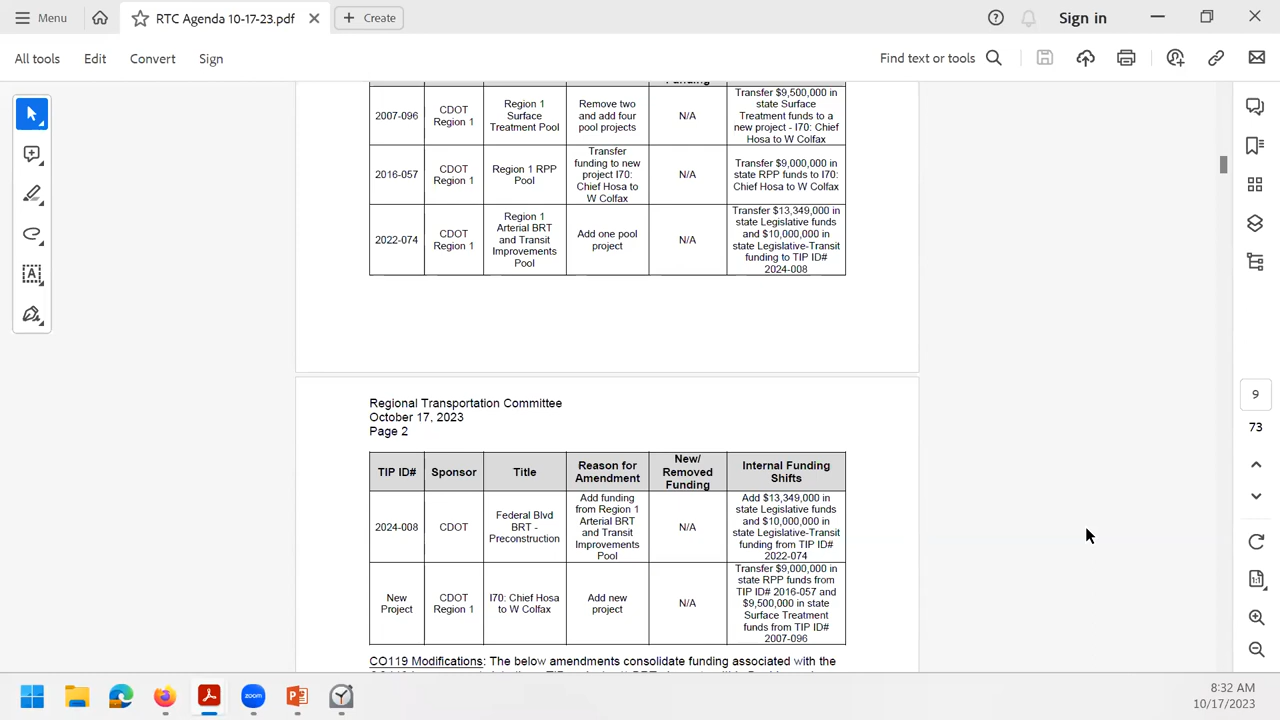 Menu
RTC Agenda 10-17-23.pdf
Create
Sign in
All tools
Edit
Convert
Sign
Find text or tools
Funding
2007-096
CDOT
Region 1
Region 1
Surface
Treatment Pool
Remove two
and add four
pool projects
N/A
Transfer $9,500,000 in
state Surface
Treatment funds to a
new project - I70: Chief
Hosa to W Colfax
2016-057
CDOT
Region 1
Region 1 RPP
Pool
Transfer
funding to new
project I70:
Chief Hosa to
W Colfax
N/A
Transfer $9,000,000 in
state RPP funds to I70:
Chief Hosa to W Colfax
2022-074
CDOT
Region 1
Region 1
Arterial BRT
and Transit
Improvements
Pool
Add one pool
project
N/A
Transfer $13,349,000 in
state Legislative funds
and $10,000,000 in
state Legislative-Transit
funding to TIP ID#
2024-008
Regional Transportation Committee
October 17, 2023
Page 2
TIP ID#
Sponsor
Title
Reason for
Amendment
New/
Removed
Funding
Internal Funding
Shifts
2024-008
CDOT
Federal Blvd
BRT -
Preconstruction
Add funding
from Region 1
Arterial BRT
and Transit
Improvements
Pool
N/A
Add $13,349,000 in
state Legislative funds
and $10,000,000 in
state Legislative-Transit
funding from TIP ID#
2022-074
New
Project
CDOT
Region 1
I70: Chief Hosa
to W Colfax
Add new
project
N/A
Transfer $9,000,000 in
state RPP funds from
TIP ID# 2016-057 and
$9,500,000 in state
Surface Treatment
funds from TIP ID#
2007-096
CO119 Modifications: The below amendments consolidate funding associated with the
9
73
8:32 AM
10/17/2023